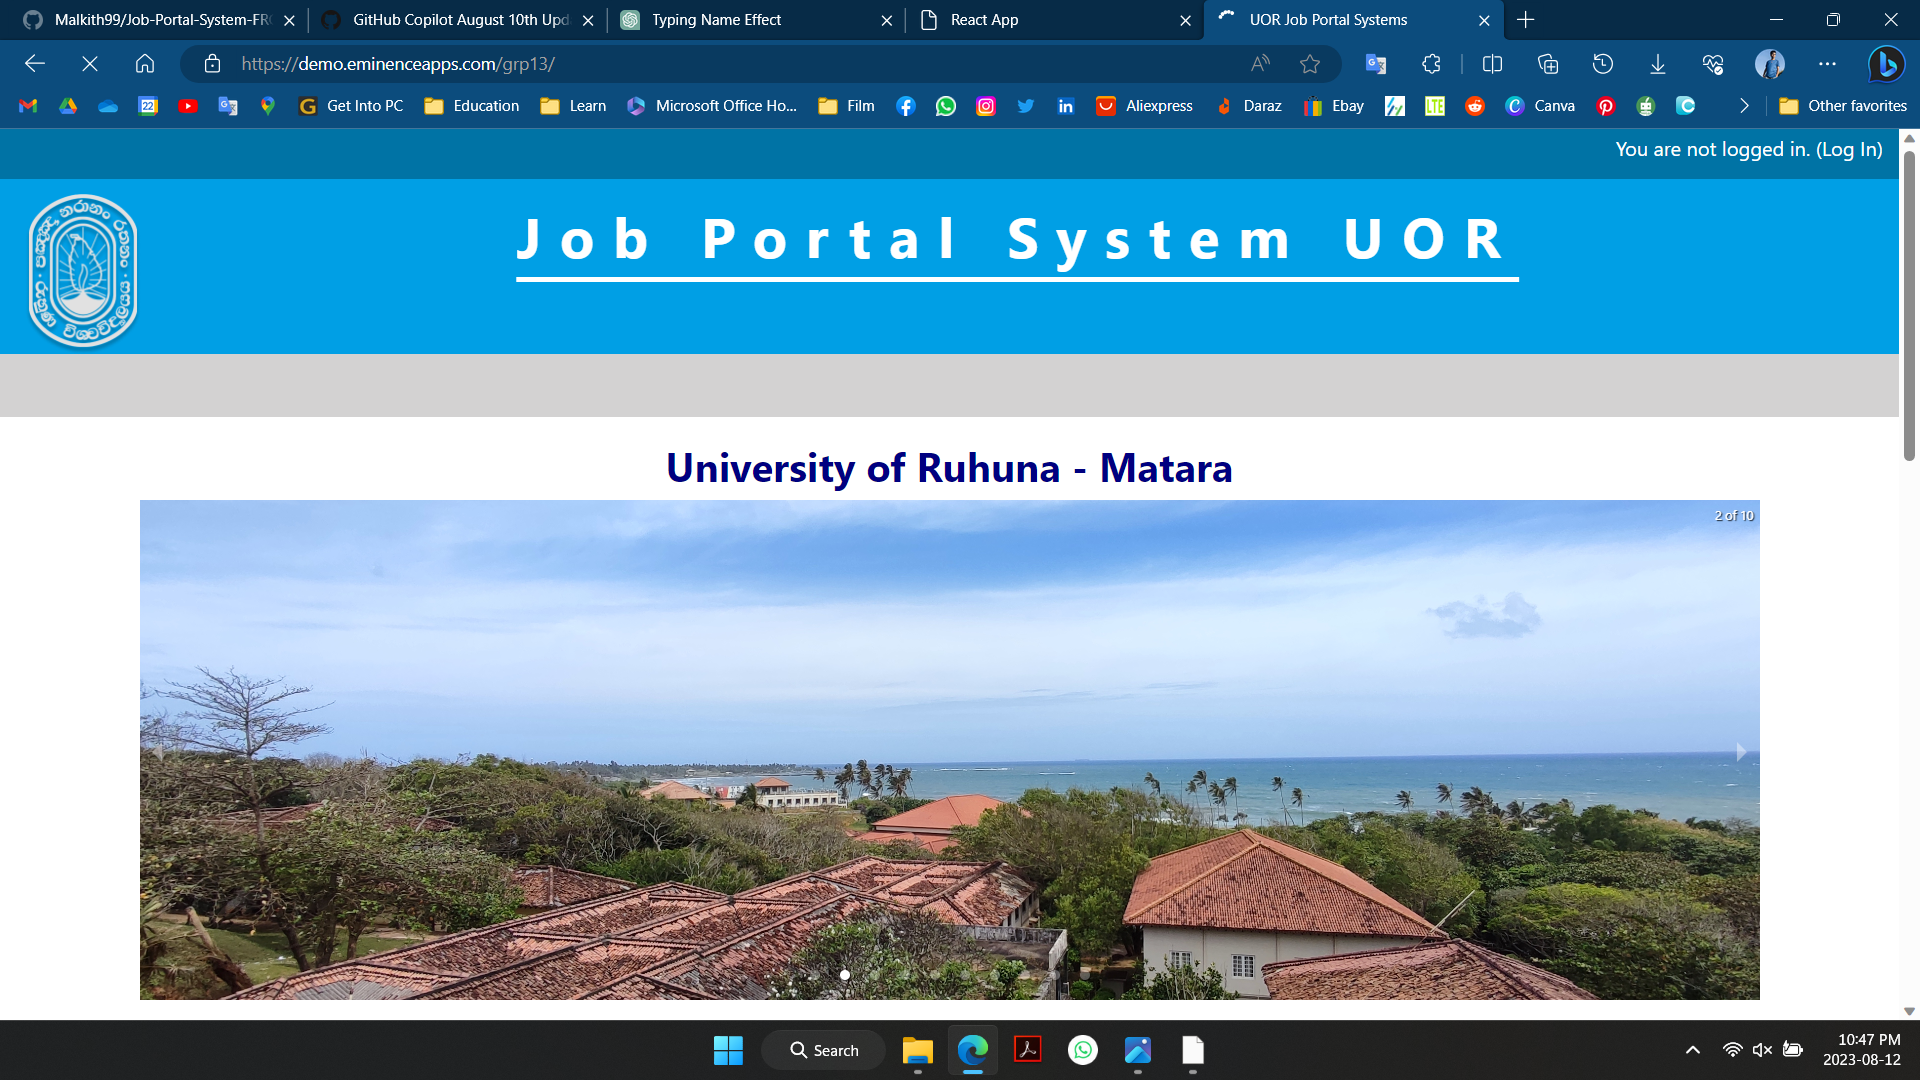 Malkith99/Job-Portal-System-FR
GitHub Copilot August 10th Upd
Typing Name Effect
React App
UOR Job Portal Systems
https://demo.eminenceapps.com/grp13/
22
Get Into PC
Education
Learn
Microsoft Office Ho...
Film
Aliexpress
Daraz
Ebay
LTE
Canva
Other favorites
You are not logged in. (Log In)
Job Portal System UOR
University of Ruhuna - Matara
2 of 10
Search
10:47 PM
2023-08-12